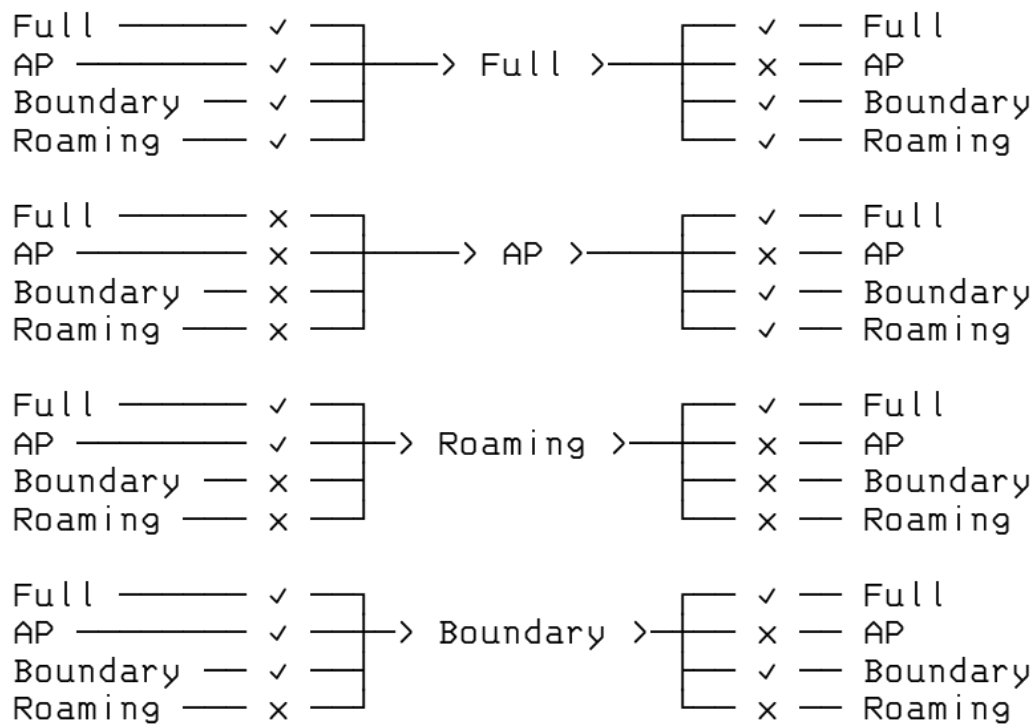 Full ✓ ✓ Full
AP ✓ > Full > × AP
Boundary ✓ ✓ Boundary
Roaming ✓ ✓ Roaming
Full × ✓ Full
AP × > AP > × AP
Boundary × ✓ Boundary
Roaming × ✓ Roaming
Full ✓ ✓ Full
AP ✓ > Roaming > × AP
Boundary × × Boundary
Roaming × × Roaming
Full ✓ ✓ Full
AP ✓ > Boundary > × AP
Boundary ✓ ✓ Boundary
Roaming × × Roaming